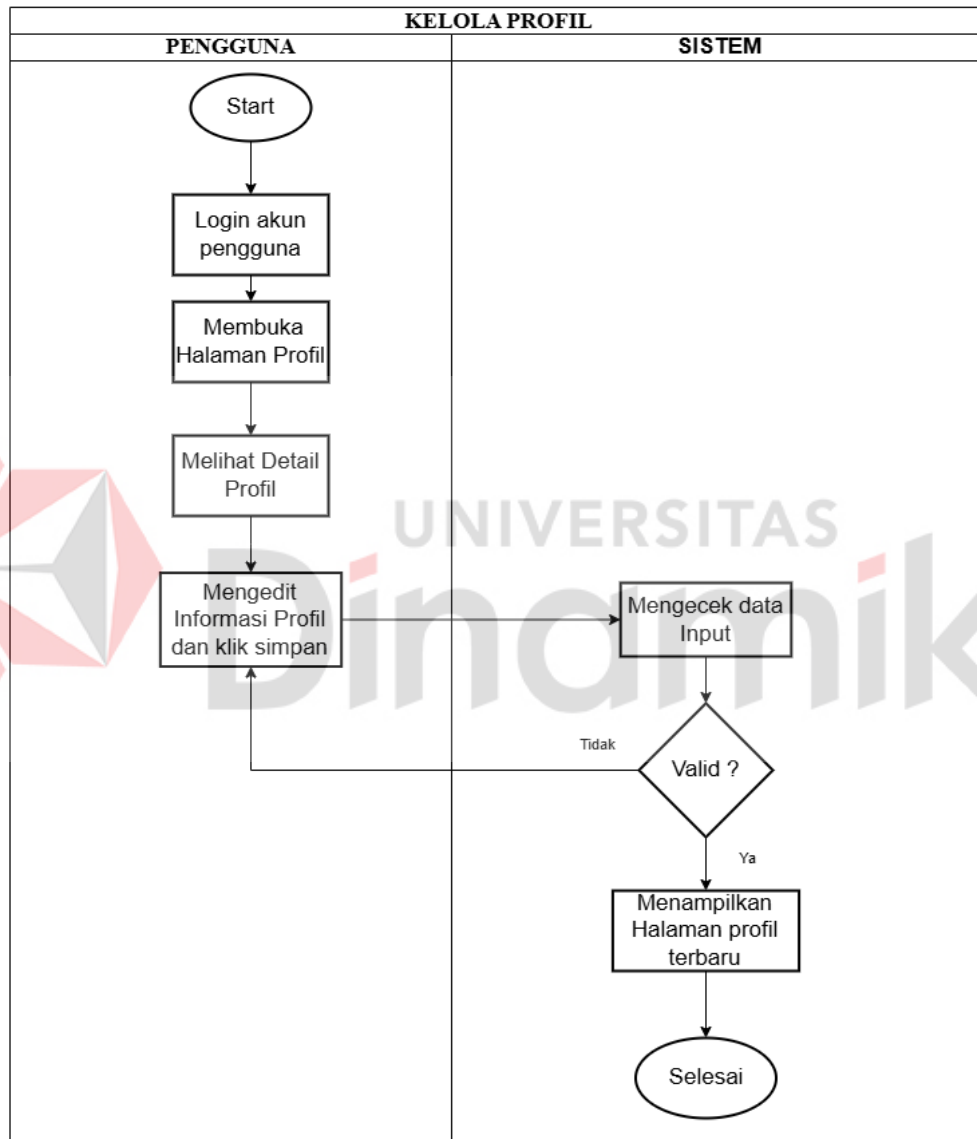 KELOLA PROFIL
PENGGUNA
SISTEM
Start
Login akun
pengguna
Membuka
Halaman Profil
Melihat Detail
Profil
UNIVERSITAS
Dinamika
Mengedit
Informasi Profil
dan klik simpan
Mengecek data
Input
Tidak
Valid ?
Ya
Menampilkan
Halaman profil
terbaru
Selesai